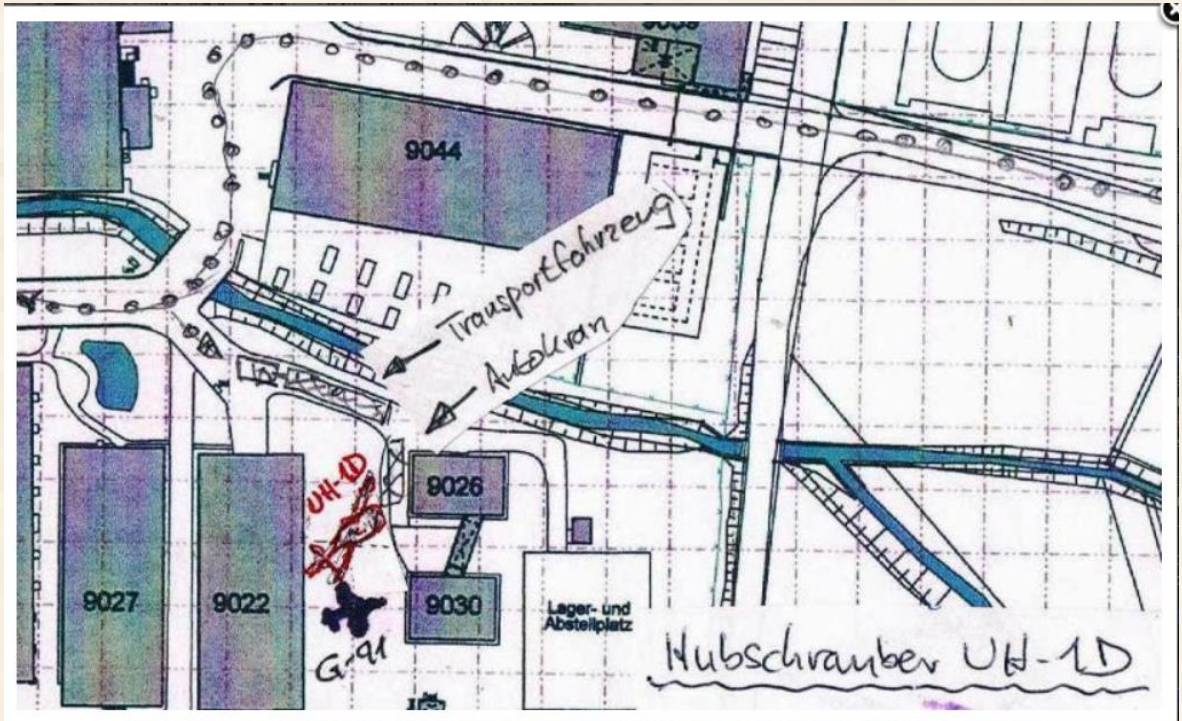 9044
Transportfahrzeug
Autokran
UH-1D
9026
9027
9022
9030
G-91
Lager- und
Abstellplatz
Hubschrauber UH-1D